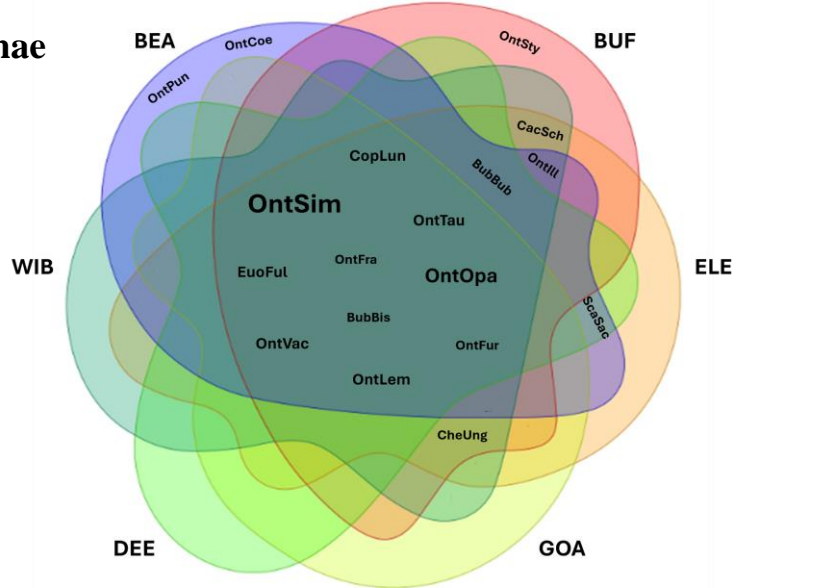 nae
BEA
OntCoe
OntSty
BUF
OntPun
CacSch
CopLun
BubBub
OntIll
OntSim
OntTau
WIB
EuoFul
OntFra
OntOpa
ELE
BubBis
ScaSac
OntVac
OntFur
OntLem
CheUng
DEE
GOA